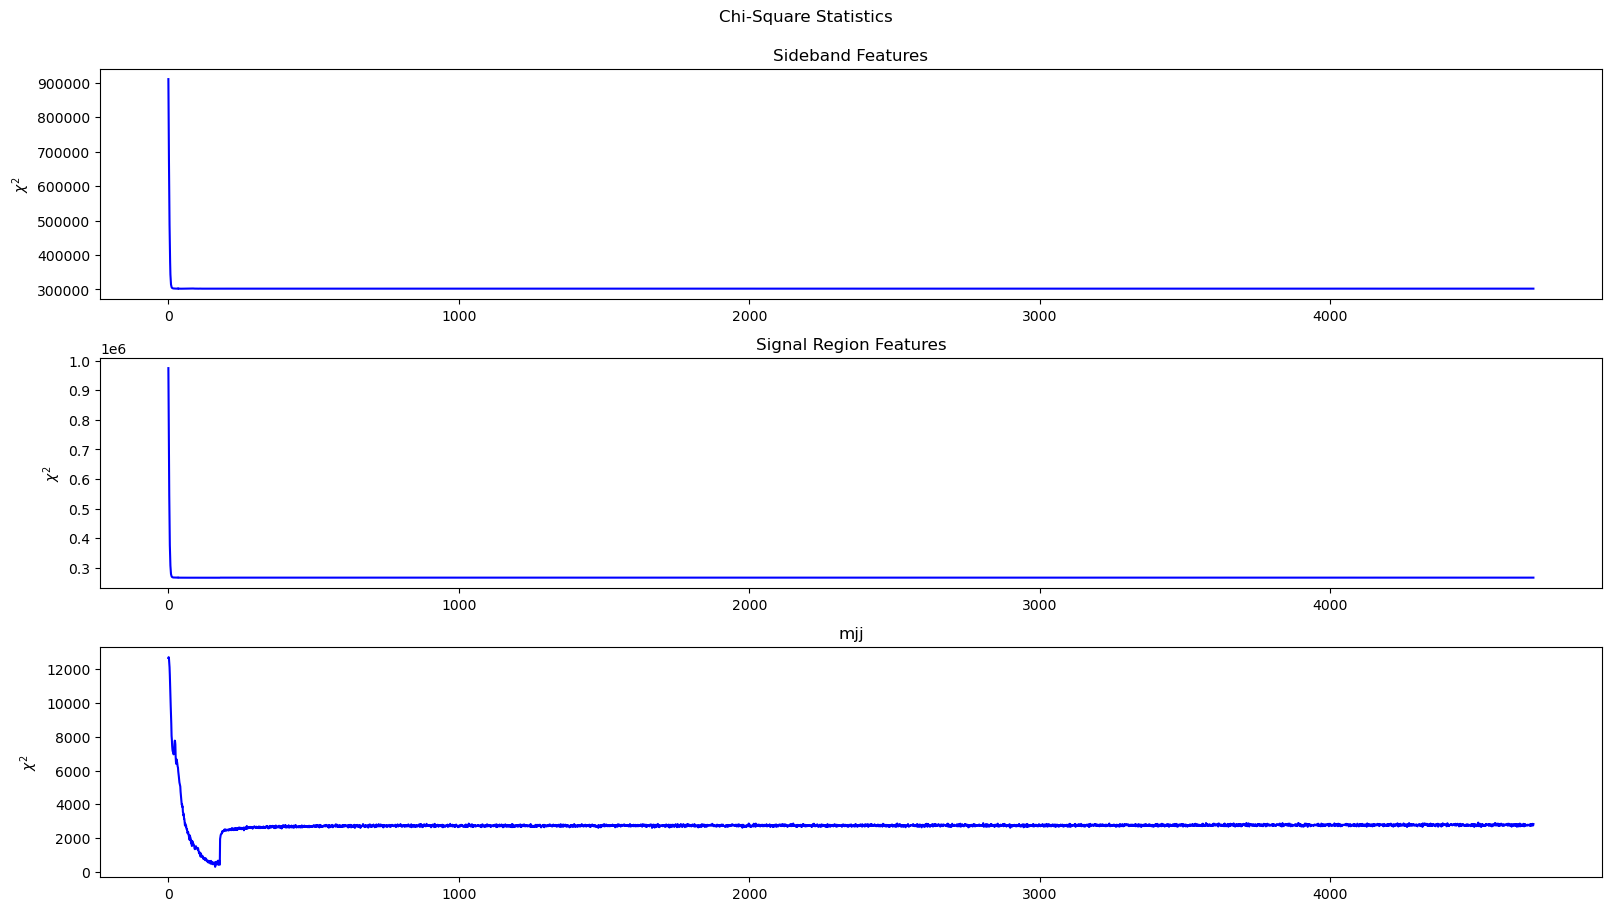 Chi-Square Statistics
Sideband Features
900000
800000
700000
600000
500000
400000
300000
χ²
0 1000 2000 3000 4000
Signal Region Features
1e6
1.0
0.9
0.8
0.7
0.6
0.5
0.4
0.3
χ²
0 1000 2000 3000 4000
mjj
12000
10000
8000
6000
4000
2000
0
χ²
0 1000 2000 3000 4000